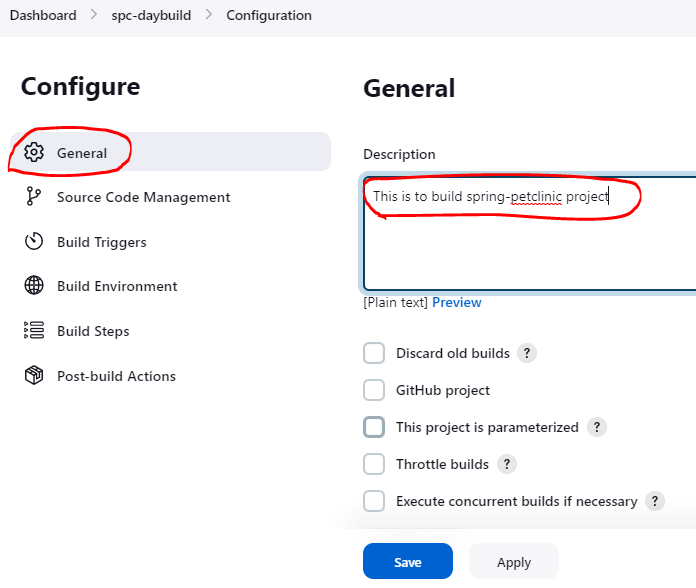 Dashboard > spc-daybuild > Configuration
Configure
General
Source Code Management
Build Triggers
Build Environment
Build Steps
Post-build Actions
General
Description
This is to build spring-petclinic project
[Plain text] Preview
Discard old builds ?
GitHub project
This project is parameterized ?
Throttle builds ?
Execute concurrent builds if necessary ?
Save Apply